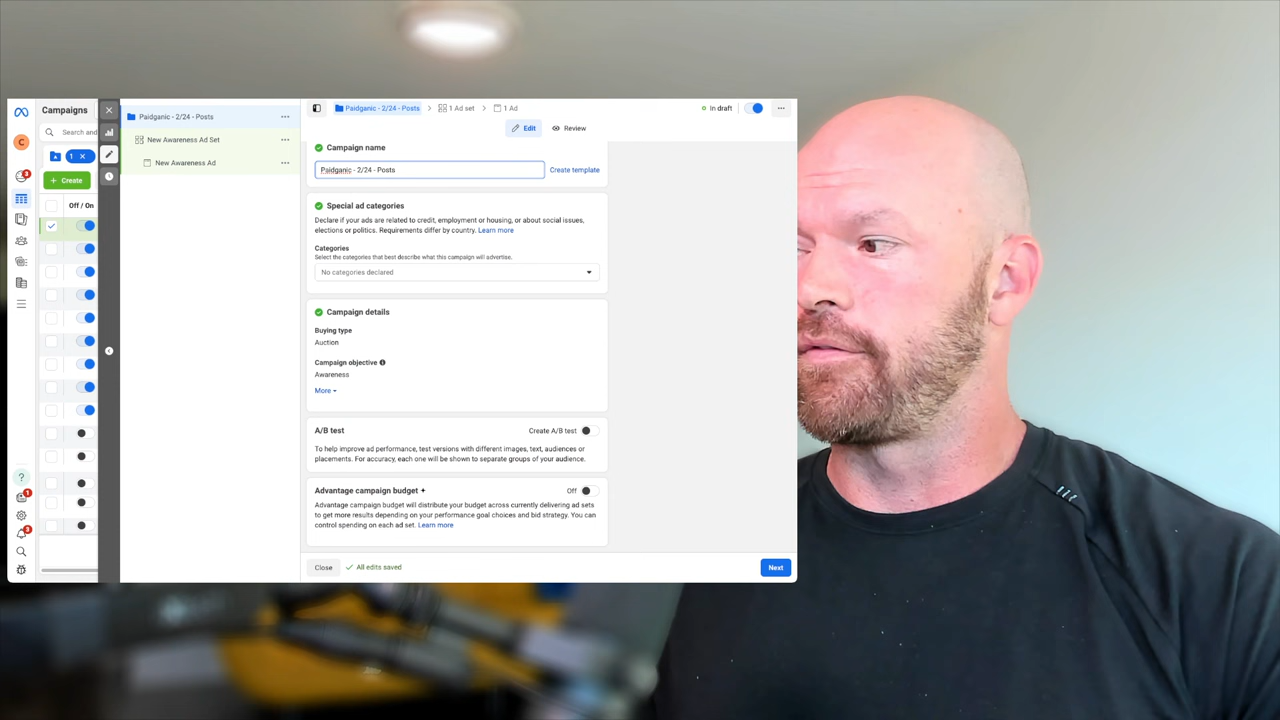 Campaigns
Search and
1 ×
+ Create
Off / On
C
Paidganic - 2/24 - Posts
New Awareness Ad Set
New Awareness Ad
Paidganic - 2/24 - Posts > 1 Ad set > 1 Ad
In draft
Edit
Review
Campaign name
Paidganic - 2/24 - Posts
Create template
Special ad categories
Declare if your ads are related to credit, employment or housing, or about social issues,
elections or politics. Requirements differ by country. Learn more
Categories
Select the categories that best describe what this campaign will advertise.
No categories declared
Campaign details
Buying type
Auction
Campaign objective
Awareness
More
A/B test
Create A/B test
To help improve ad performance, test versions with different images, text, audiences or
placements. For accuracy, each one will be shown to separate groups of your audience.
Advantage campaign budget +
Off
Advantage campaign budget will distribute your budget across currently delivering ad sets
to get more results depending on your performance goal choices and bid strategy. You can
control spending on each ad set. Learn more
Close
All edits saved
Next